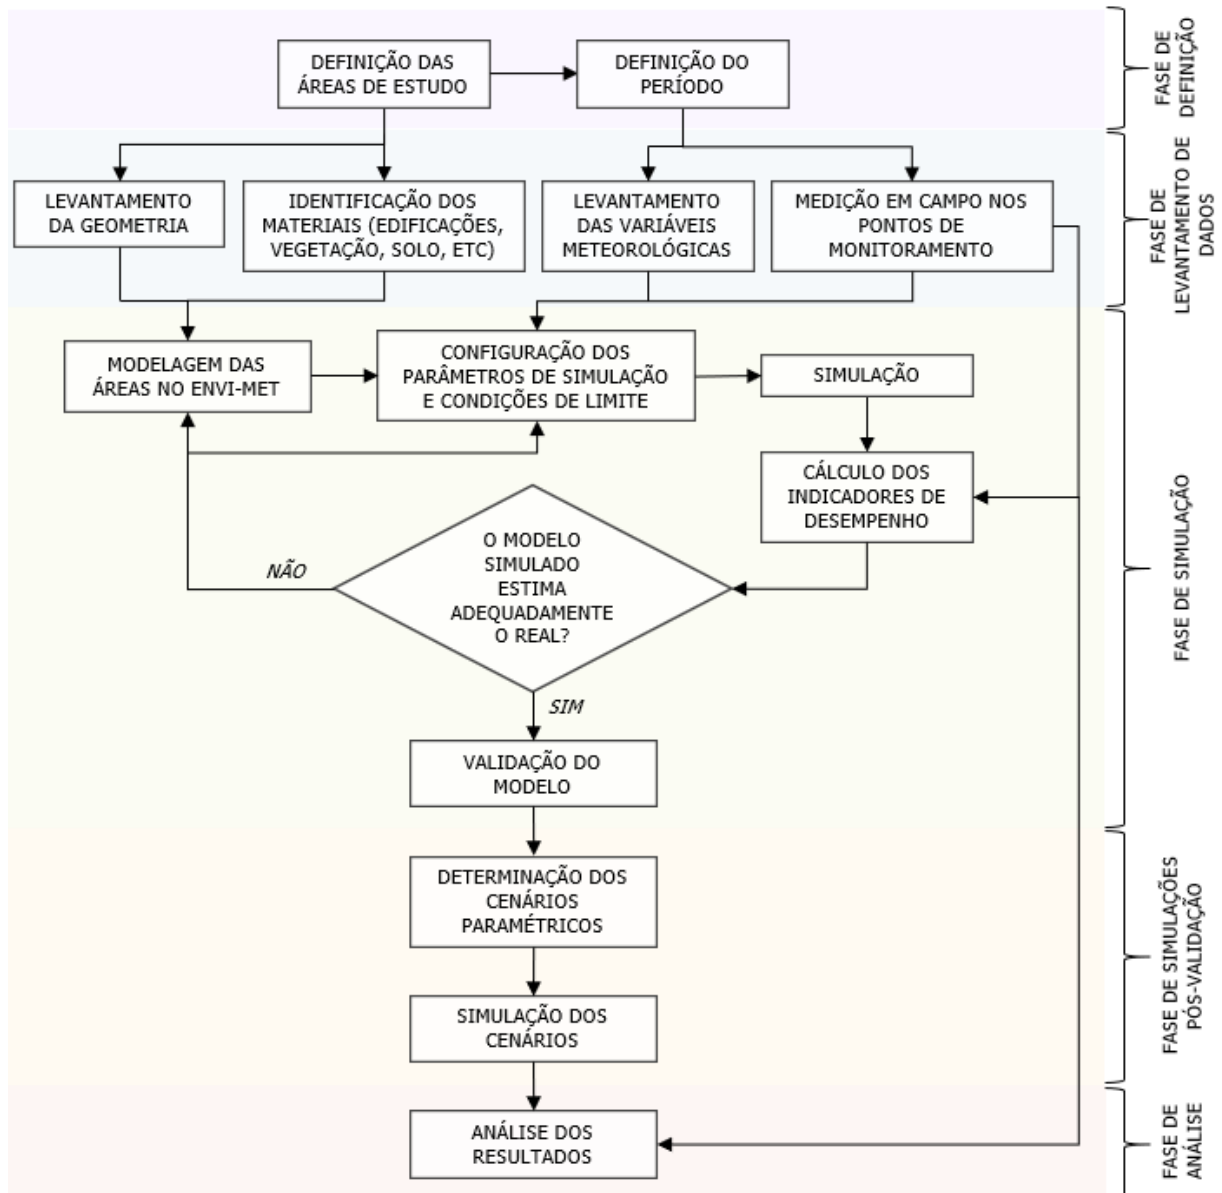 DEFINIÇÃO DAS
ÁREAS DE ESTUDO
DEFINIÇÃO DO
PERÍODO
FASE DE
DEFINIÇÃO
LEVANTAMENTO
DA GEOMETRIA
IDENTIFICAÇÃO DOS
MATERIAIS (EDIFICAÇÕES,
VEGETAÇÃO, SOLO, ETC)
LEVANTAMENTO
DAS VARIÁVEIS
METEOROLÓGICAS
MEDIÇÃO EM CAMPO NOS
PONTOS DE
MONITORAMENTO
FASE DE
LEVANTAMENTO DE
DADOS
MODELAGEM DAS
ÁREAS NO ENVI-MET
CONFIGURAÇÃO DOS
PARÂMETROS DE SIMULAÇÃO
E CONDIÇÕES DE LIMITE
SIMULAÇÃO
CÁLCULO DOS
INDICADORES DE
DESEMPENHO
O MODELO
SIMULADO
ESTIMA
ADEQUADAMENTE
O REAL?
NÃO
SIM
VALIDAÇÃO DO
MODELO
FASE DE SIMULAÇÃO
DETERMINAÇÃO DOS
CENÁRIOS
PARAMÉTRICOS
SIMULAÇÃO DOS
CENÁRIOS
FASE DE SIMULAÇÕES
PÓS-VALIDAÇÃO
ANÁLISE DOS
RESULTADOS
FASE DE
ANÁLISE